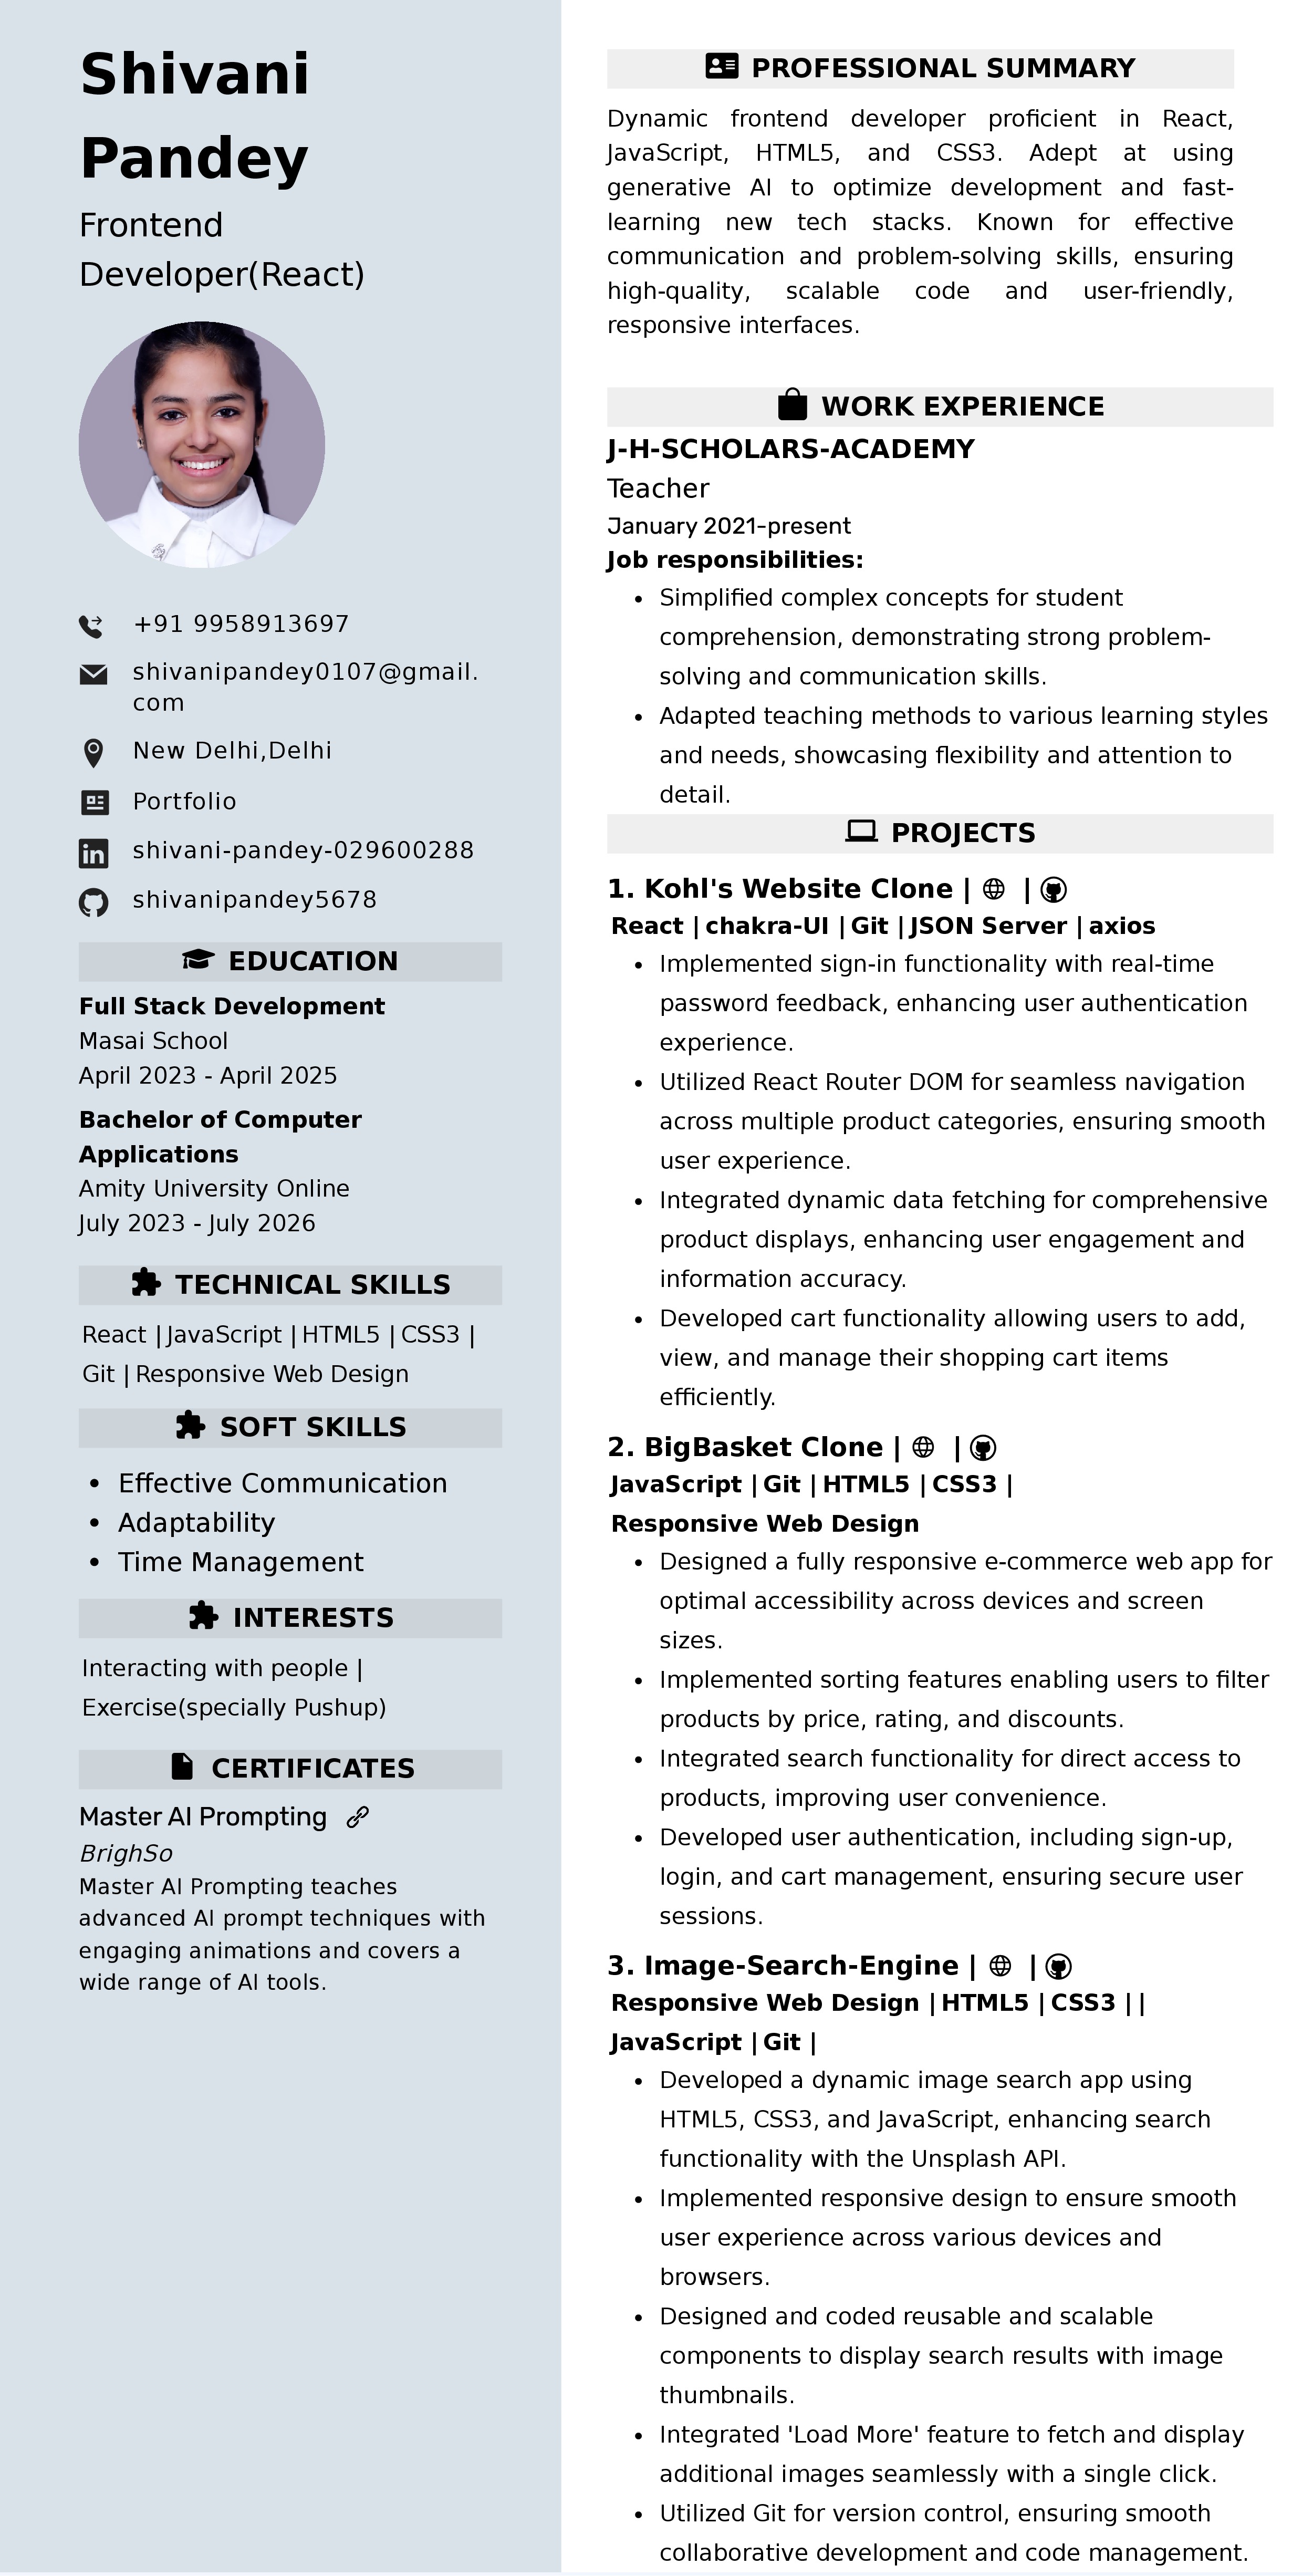 Shivani
Pandey
Frontend
Developer(React)
+91 9958913697
shivanipandey0107@gmail.
com
New Delhi,Delhi
Portfolio
shivani-pandey-029600288
shivanipandey5678
EDUCATION
Full Stack Development
Masai School
April 2023 - April 2025
Bachelor of Computer
Applications
Amity University Online
July 2023 - July 2026
TECHNICAL SKILLS
React | JavaScript | HTML5 | CSS3 |
Git | Responsive Web Design
SOFT SKILLS
• Effective Communication
• Adaptability
• Time Management
INTERESTS
Interacting with people |
Exercise(specially Pushup)
CERTIFICATES
Master AI Prompting
BrighSo
Master AI Prompting teaches
advanced AI prompt techniques with
engaging animations and covers a
wide range of AI tools.
PROFESSIONAL SUMMARY
Dynamic frontend developer proficient in React,
JavaScript, HTML5, and CSS3. Adept at using
generative AI to optimize development and fast-
learning new tech stacks. Known for effective
communication and problem-solving skills, ensuring
high-quality, scalable code and user-friendly,
responsive interfaces.
WORK EXPERIENCE
J-H-SCHOLARS-ACADEMY
Teacher
January 2021-present
Job responsibilities:
• Simplified complex concepts for student
comprehension, demonstrating strong problem-
solving and communication skills.
• Adapted teaching methods to various learning styles
and needs, showcasing flexibility and attention to
detail.
PROJECTS
1. Kohl's Website Clone | |
React | chakra-UI | Git | JSON Server | axios
• Implemented sign-in functionality with real-time
password feedback, enhancing user authentication
experience.
• Utilized React Router DOM for seamless navigation
across multiple product categories, ensuring smooth
user experience.
• Integrated dynamic data fetching for comprehensive
product displays, enhancing user engagement and
information accuracy.
• Developed cart functionality allowing users to add,
view, and manage their shopping cart items
efficiently.
2. BigBasket Clone | |
JavaScript | Git | HTML5 | CSS3 |
Responsive Web Design
• Designed a fully responsive e-commerce web app for
optimal accessibility across devices and screen
sizes.
• Implemented sorting features enabling users to filter
products by price, rating, and discounts.
• Integrated search functionality for direct access to
products, improving user convenience.
• Developed user authentication, including sign-up,
login, and cart management, ensuring secure user
sessions.
3. Image-Search-Engine | |
Responsive Web Design | HTML5 | CSS3 | |
JavaScript | Git |
• Developed a dynamic image search app using
HTML5, CSS3, and JavaScript, enhancing search
functionality with the Unsplash API.
• Implemented responsive design to ensure smooth
user experience across various devices and
browsers.
• Designed and coded reusable and scalable
components to display search results with image
thumbnails.
• Integrated 'Load More' feature to fetch and display
additional images seamlessly with a single click.
• Utilized Git for version control, ensuring smooth
collaborative development and code management.